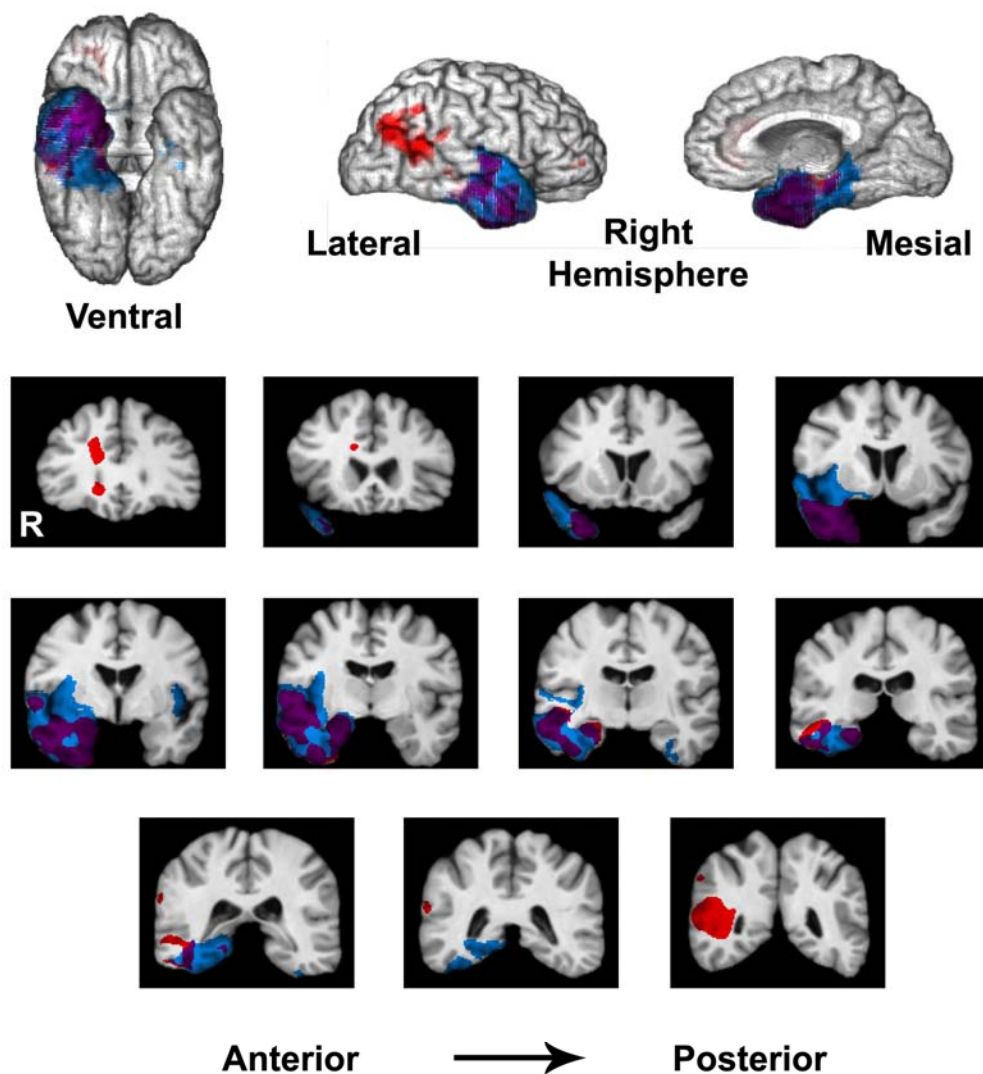 Ventral
Lateral
Right
Hemisphere
Mesial
R
Anterior
Posterior